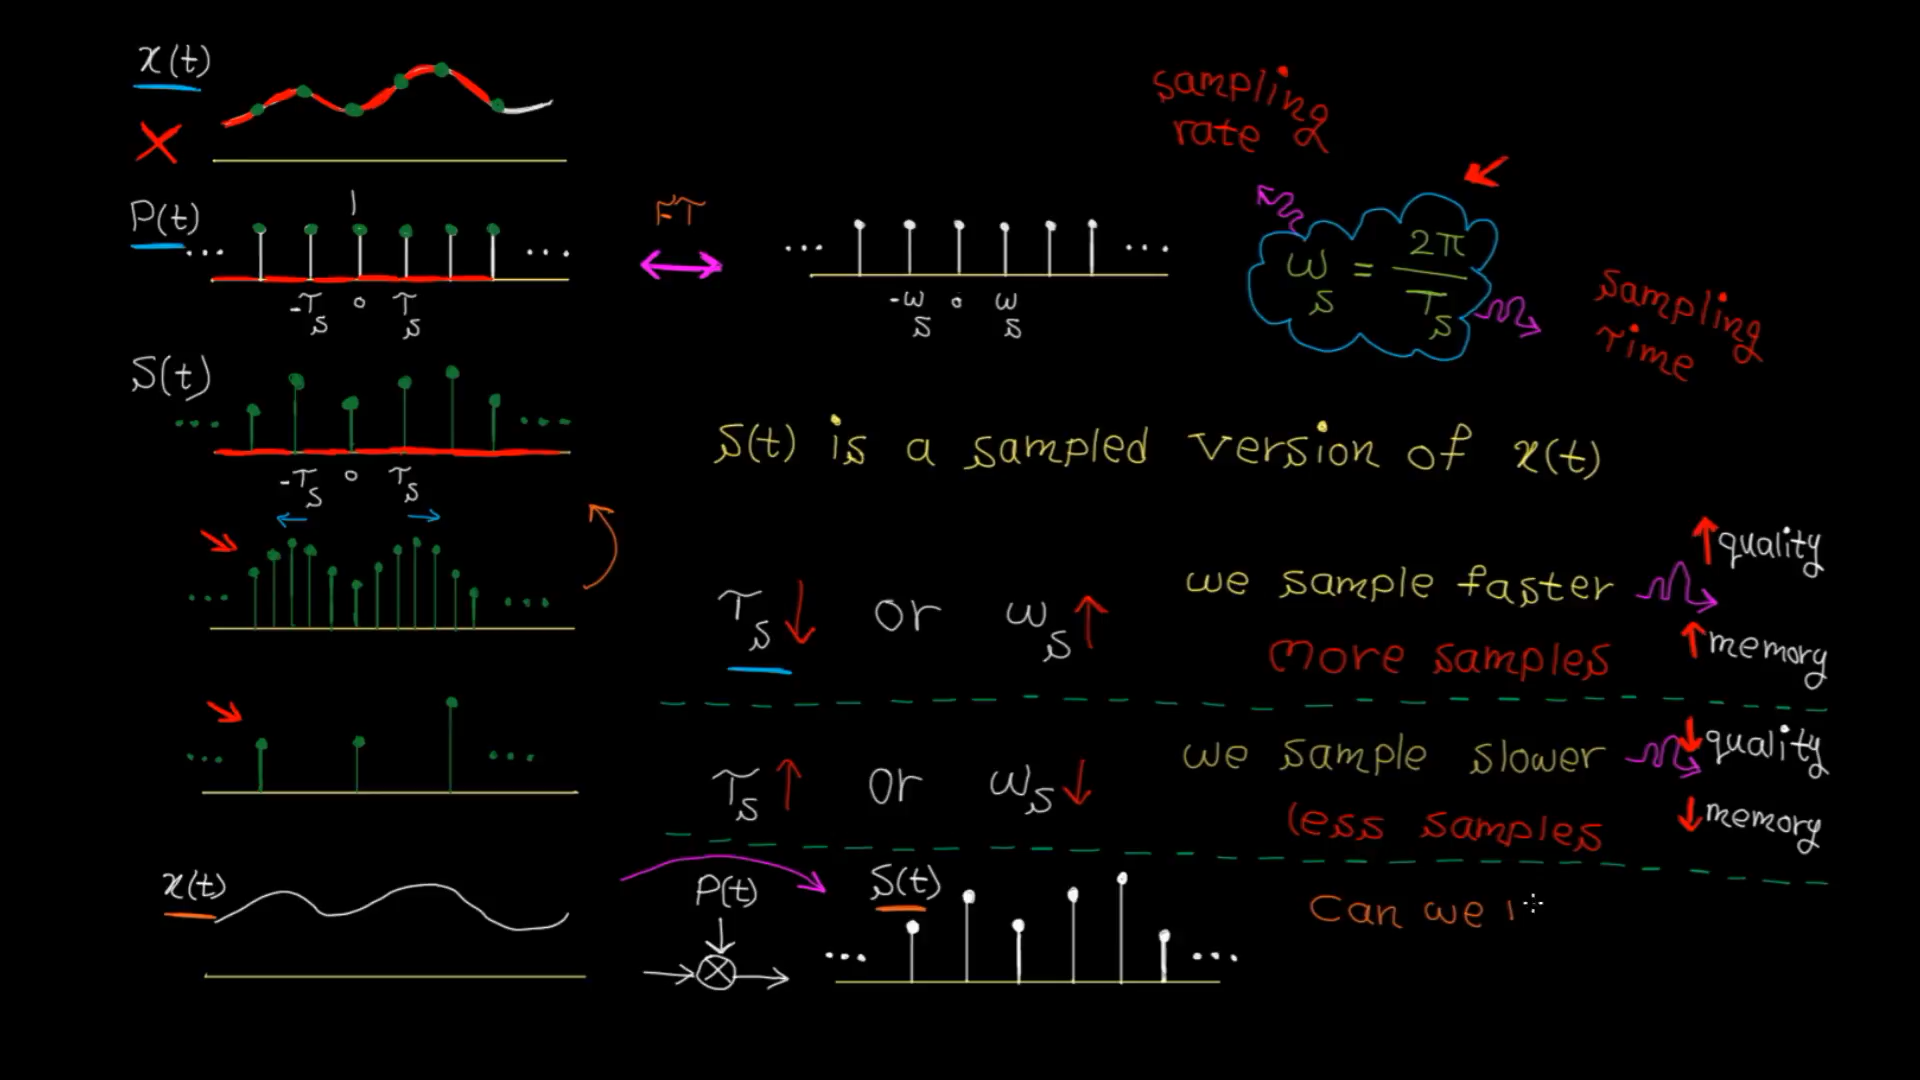 x(t)
sampling
rate
P(t)
1
...
...
-Ts 0 Ts
FT
...
...
-ωs 0 ωs
ωs = 2π/Ts
sampling
Time
S(t)
...
....
-Ts 0 Ts
S(t) is a sampled version of x(t)
...
....
Ts ↓ or ωs ↑
we sample faster
more samples
↑ quality
↑ memory
...
....
Ts ↑ or ωs ↓
we sample slower
less samples
↓ quality
↓ memory
x(t)
P(t)
S(t)
...
...
Can we